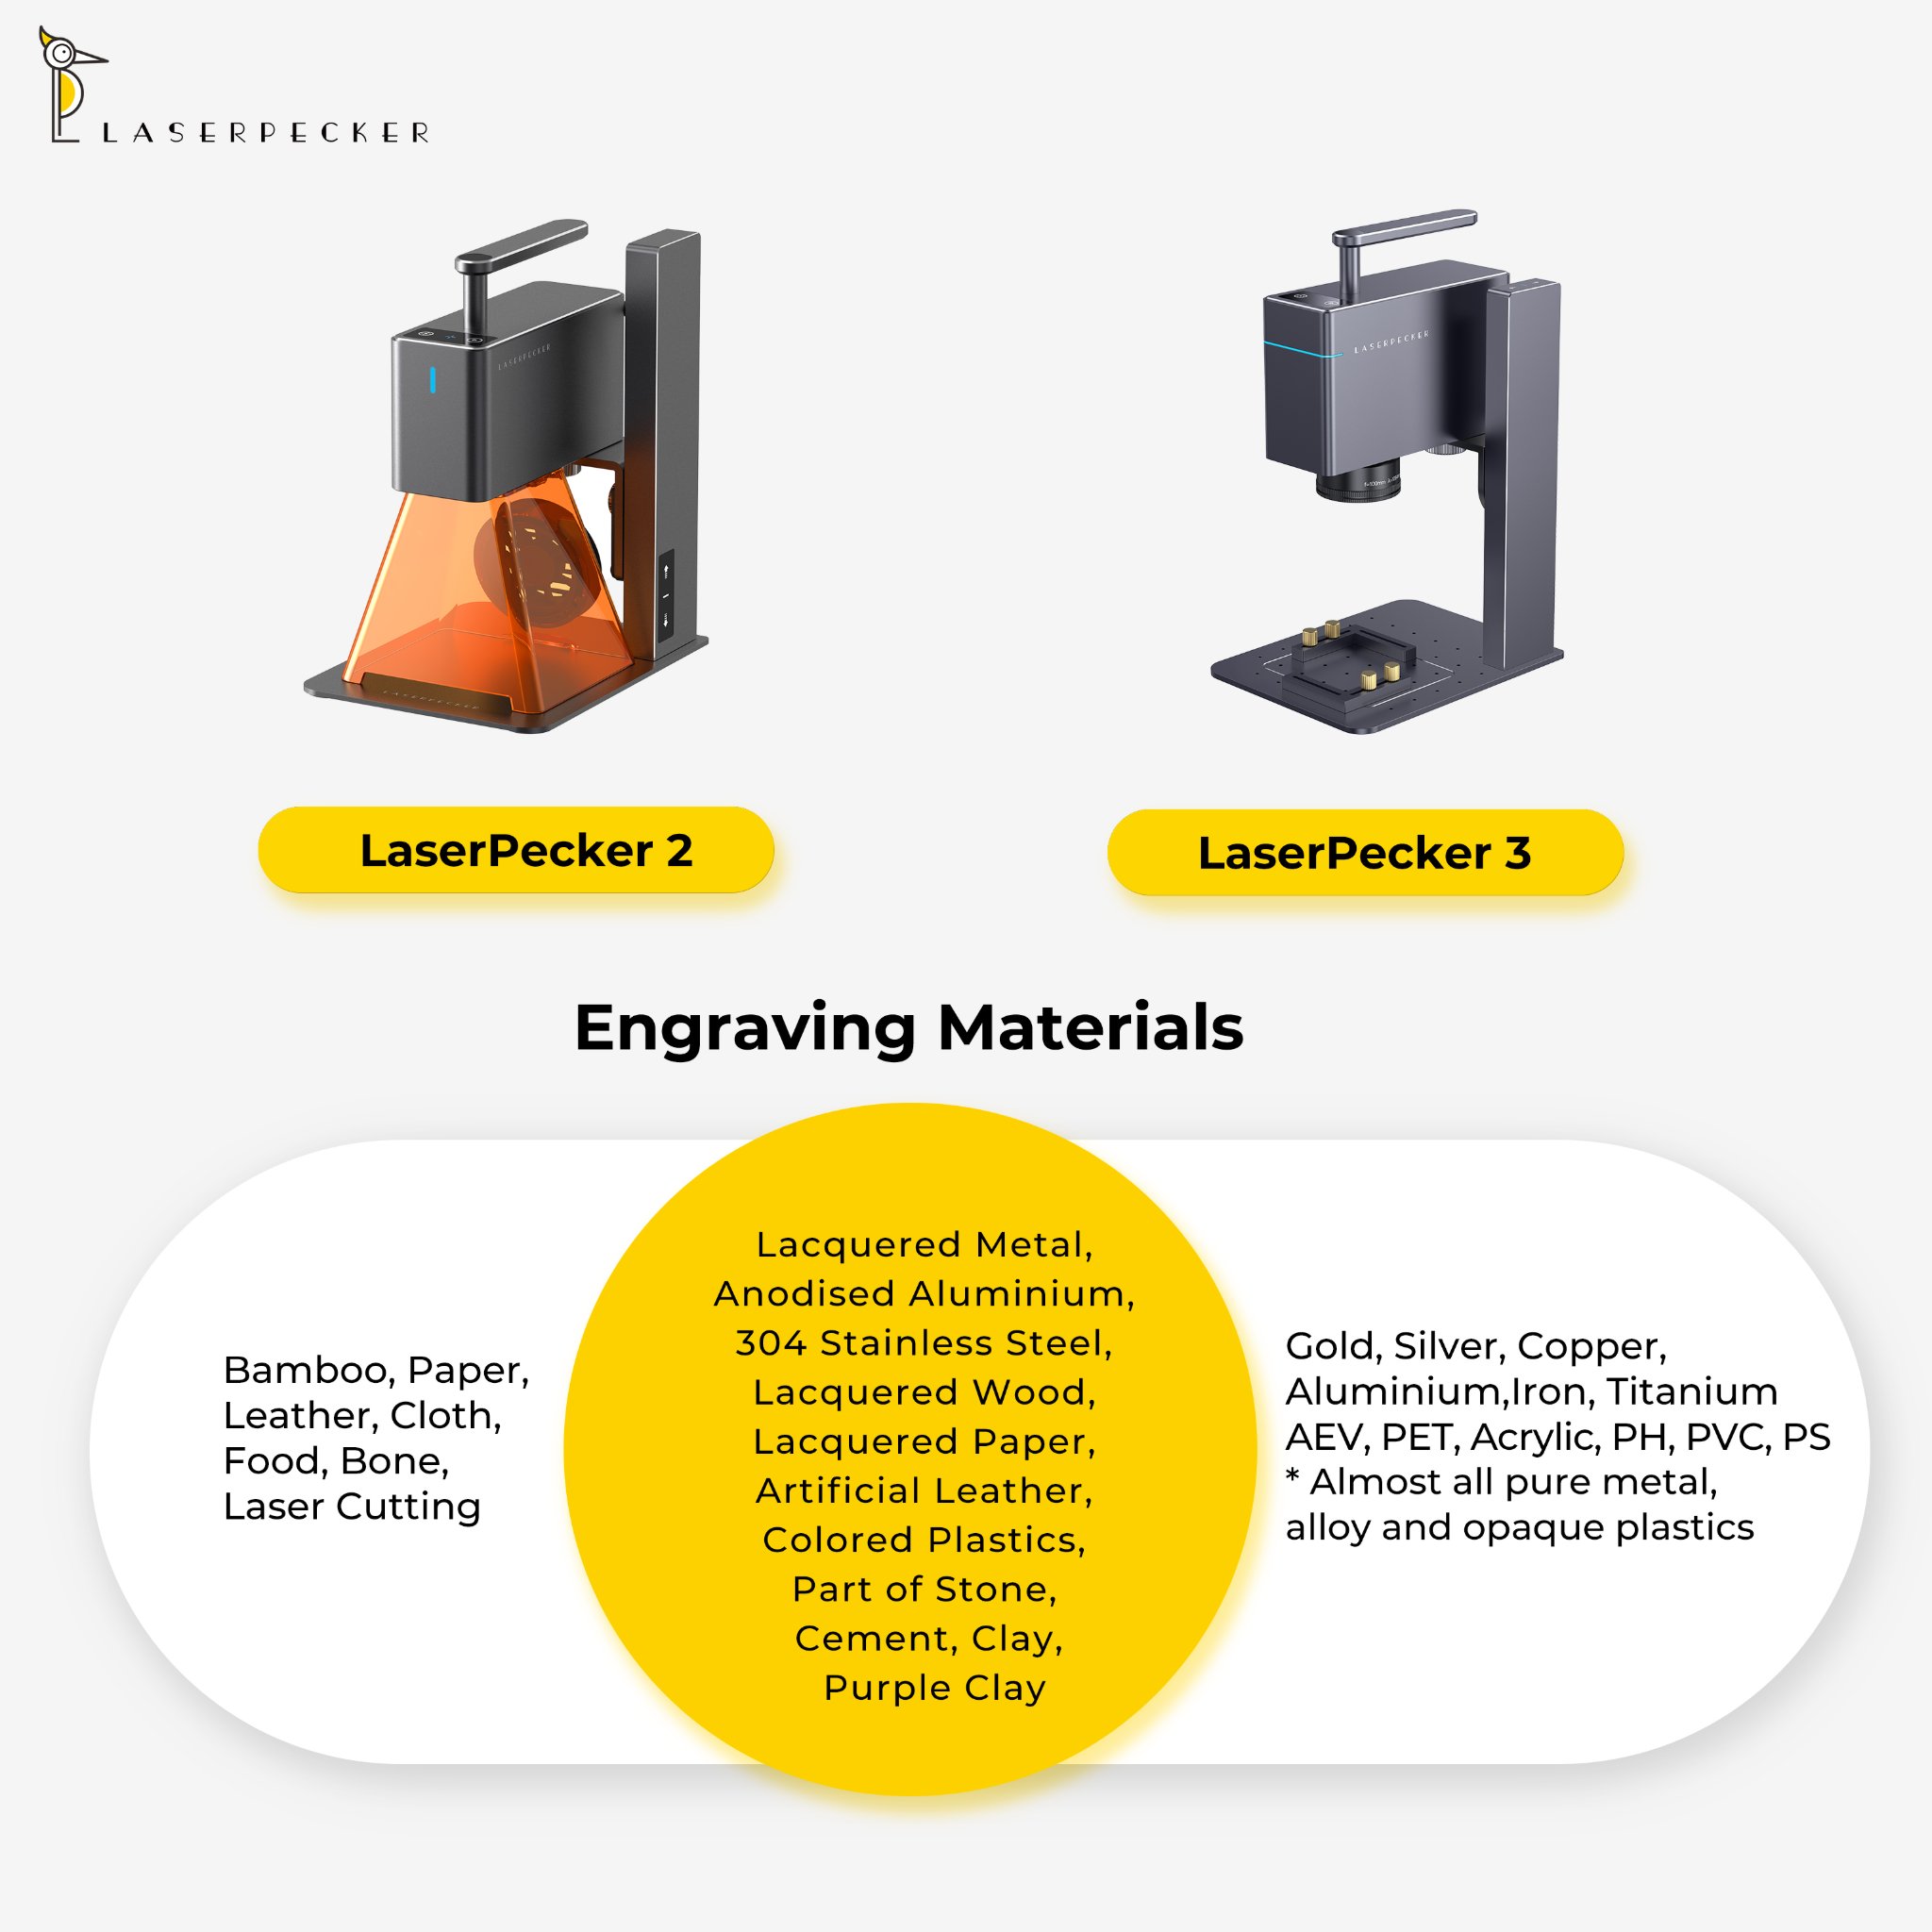 LASERPECKER
LASERPECKER
LASERPECKER
LASERPECKER
LaserPecker 2
LaserPecker 3
Engraving Materials
Bamboo, Paper,
Leather, Cloth,
Food, Bone,
Laser Cutting
Lacquered Metal,
Anodised Aluminium,
304 Stainless Steel,
Lacquered Wood,
Lacquered Paper,
Artificial Leather,
Colored Plastics,
Part of Stone,
Cement, Clay,
Purple Clay
Gold, Silver, Copper,
Aluminium,Iron, Titanium
AEV, PET, Acrylic, PH, PVC, PS
* Almost all pure metal,
alloy and opaque plastics